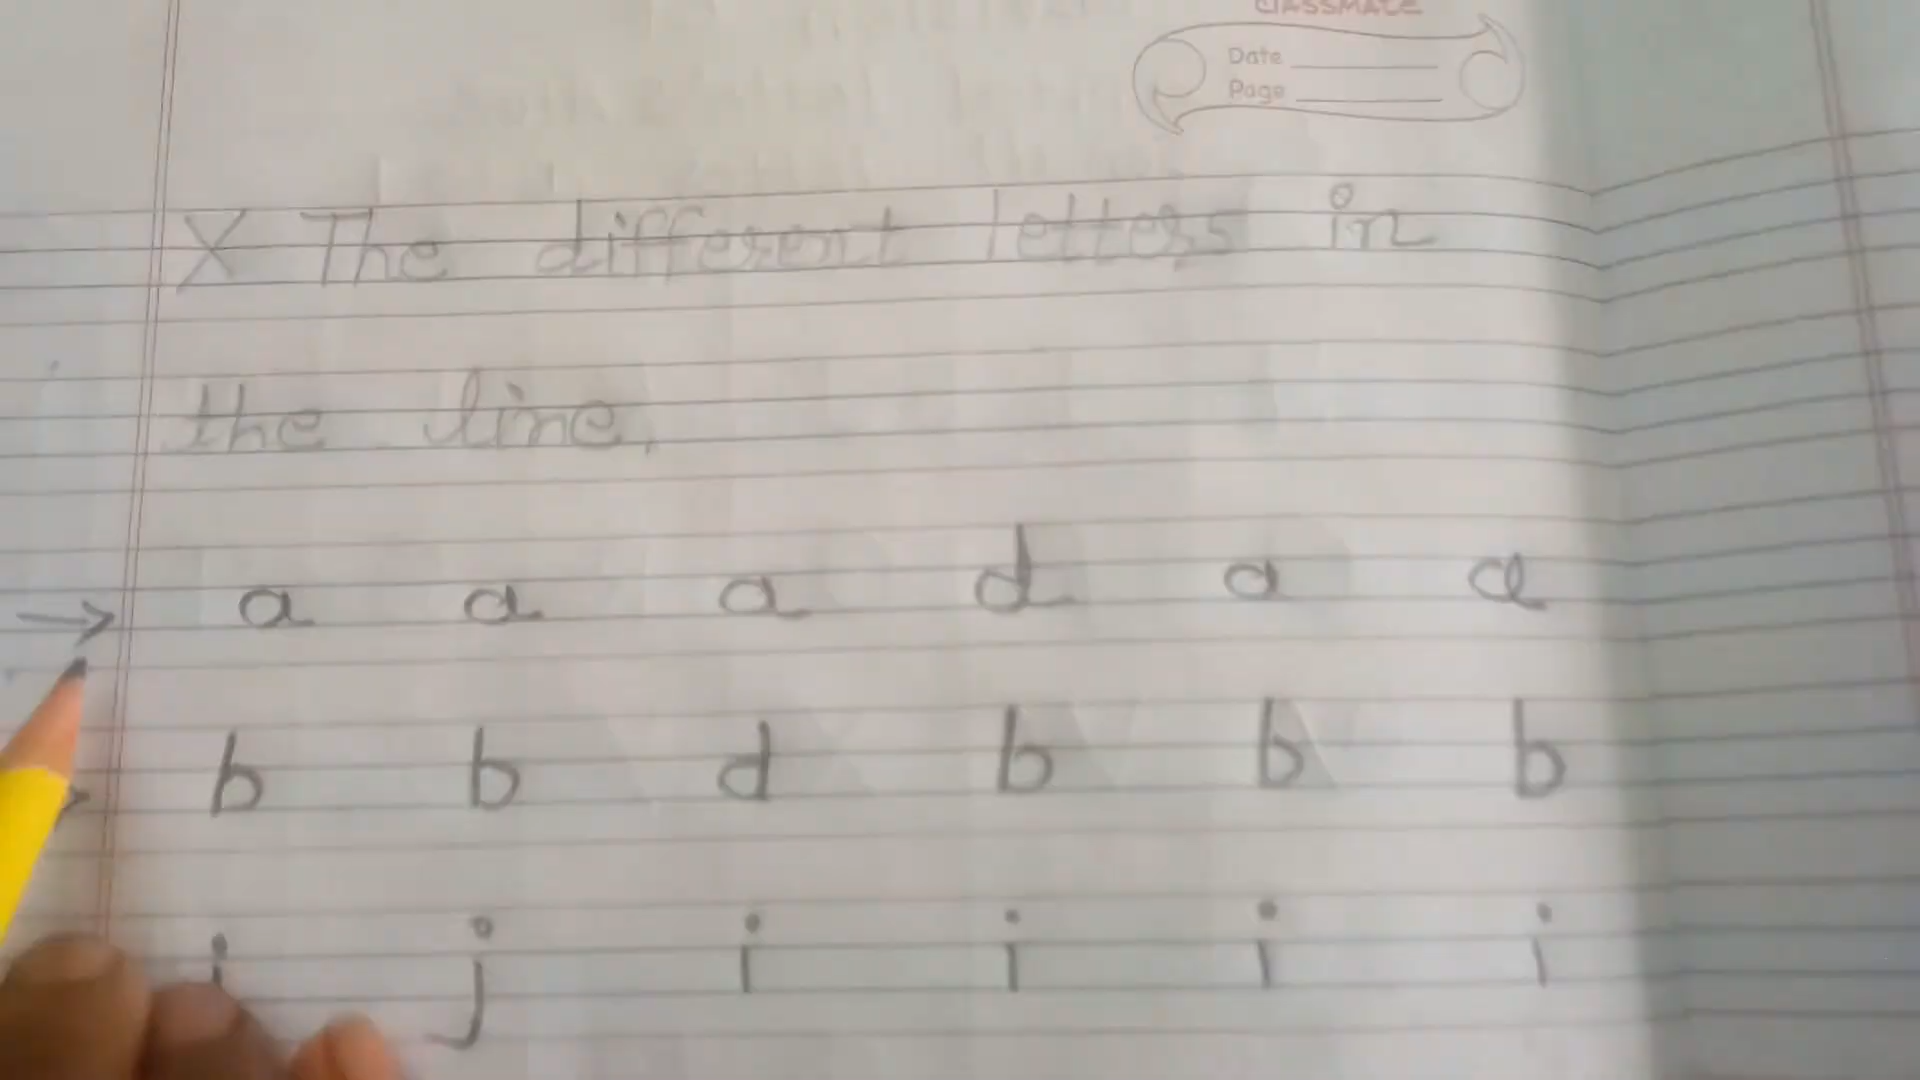 classmate
Date
Page
X The different letters in
the line.
→ a a a d a a
b b d b b b
i j i i i i